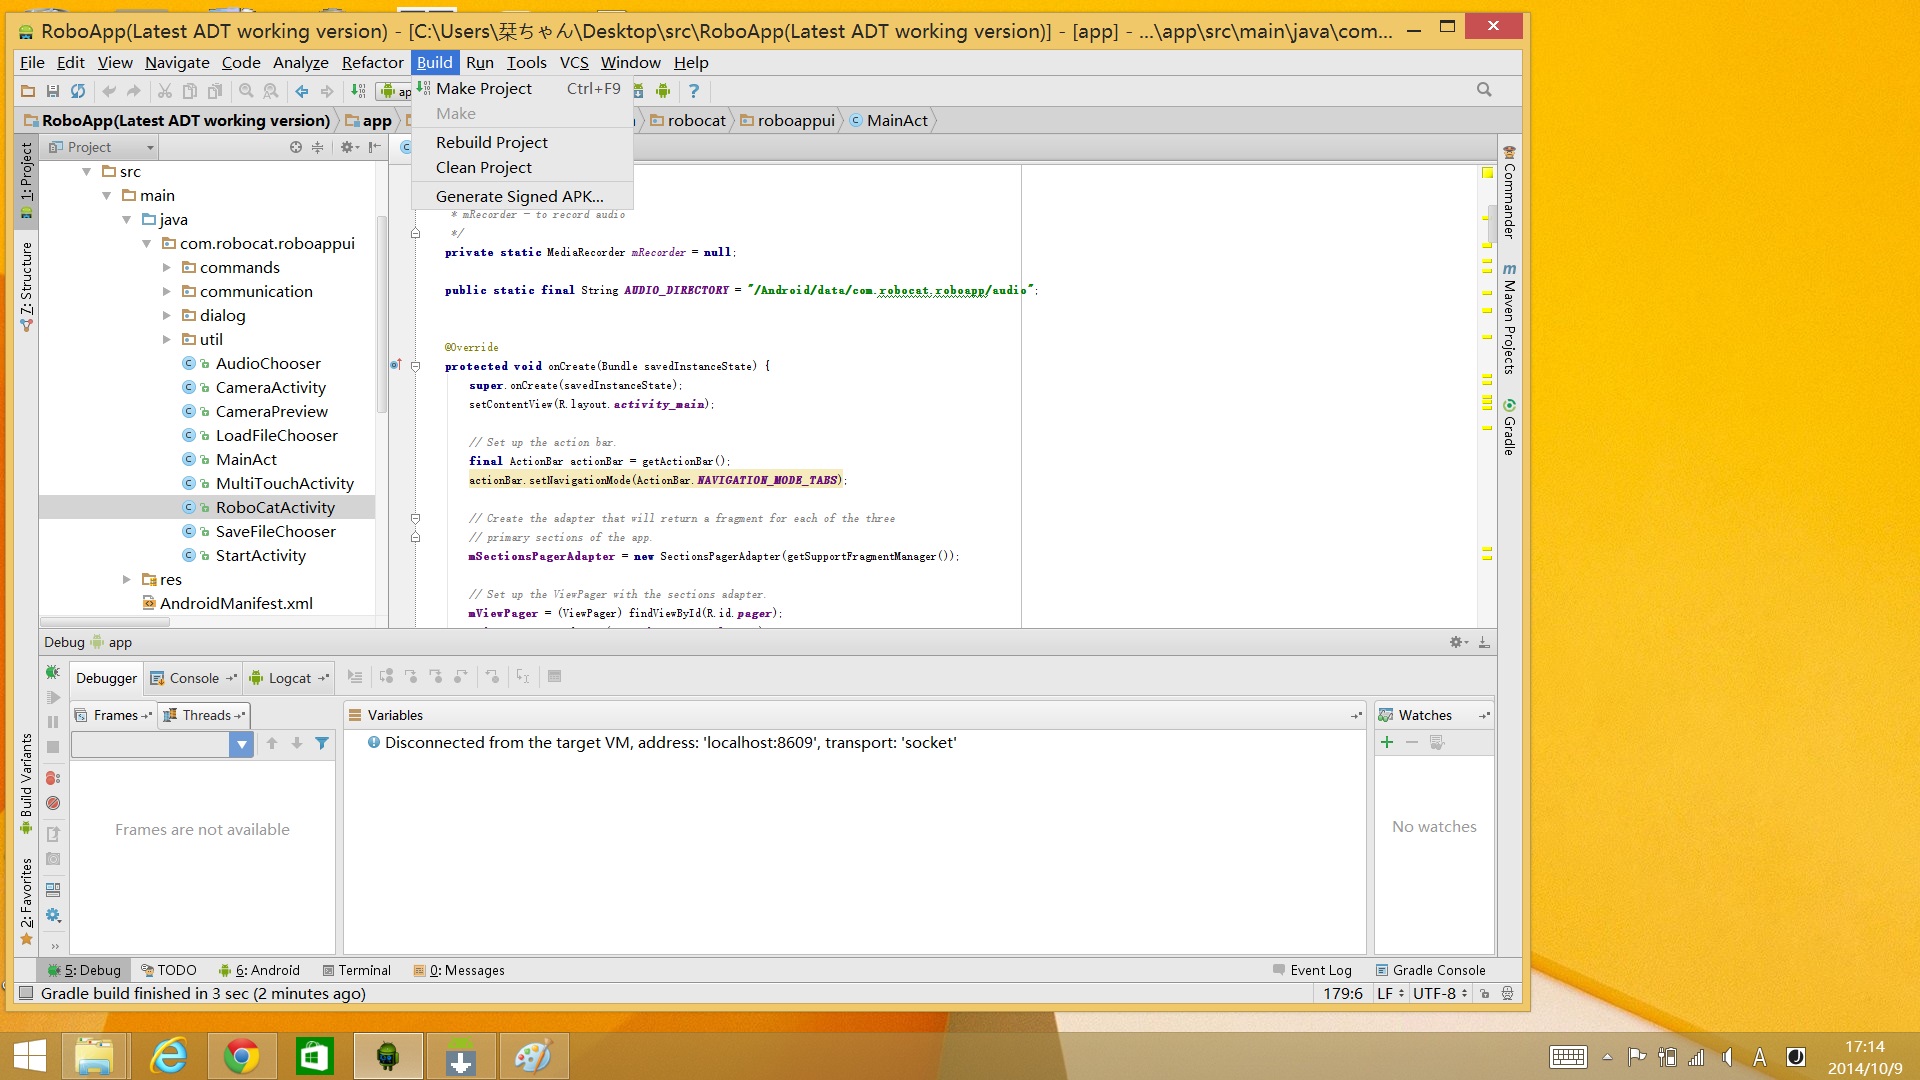 RoboApp(Latest ADT working version) - [C:\Users\栞ちゃん\Desktop\src\RoboApp(Latest ADT working version)] - [app] - ...\app\src\main\java\com...
File Edit View Navigate Code Analyze Refactor Build Run Tools VCS Window Help
Make Project Ctrl+F9
Make
Rebuild Project
Clean Project
Generate Signed APK...
RoboApp(Latest ADT working version) app robocat roboappui MainAct
Project
src
main
java
com.robocat.roboappui
commands
communication
dialog
util
AudioChooser
CameraActivity
CameraPreview
LoadFileChooser
MainAct
MultiTouchActivity
RoboCatActivity
SaveFileChooser
StartActivity
res
AndroidManifest.xml
1: Project
7: Structure
Build Variants
2: Favorites
Commander
Maven Projects
Gradle
* mRecorder - to record audio
*/
private static MediaRecorder mRecorder = null;
public static final String AUDIO_DIRECTORY = "/Android/data/com.robocat.roboapp/audio";
@Override
protected void onCreate(Bundle savedInstanceState) {
super.onCreate(savedInstanceState);
setContentView(R.layout.activity_main);
// Set up the action bar.
final ActionBar actionBar = getActionBar();
actionBar.setNavigationMode(ActionBar.NAVIGATION_MODE_TABS);
// Create the adapter that will return a fragment for each of the three
// primary sections of the app.
mSectionsPagerAdapter = new SectionsPagerAdapter(getSupportFragmentManager());
// Set up the ViewPager with the sections adapter.
mViewPager = (ViewPager) findViewById(R.id.pager);
Debug app
Debugger Console Logcat
Frames Threads Variables Watches
Disconnected from the target VM, address: 'localhost:8609', transport: 'socket'
Frames are not available
No watches
5: Debug TODO 6: Android Terminal 0: Messages Event Log Gradle Console
Gradle build finished in 3 sec (2 minutes ago) 179:6 LF UTF-8
A
17:14
2014/10/9